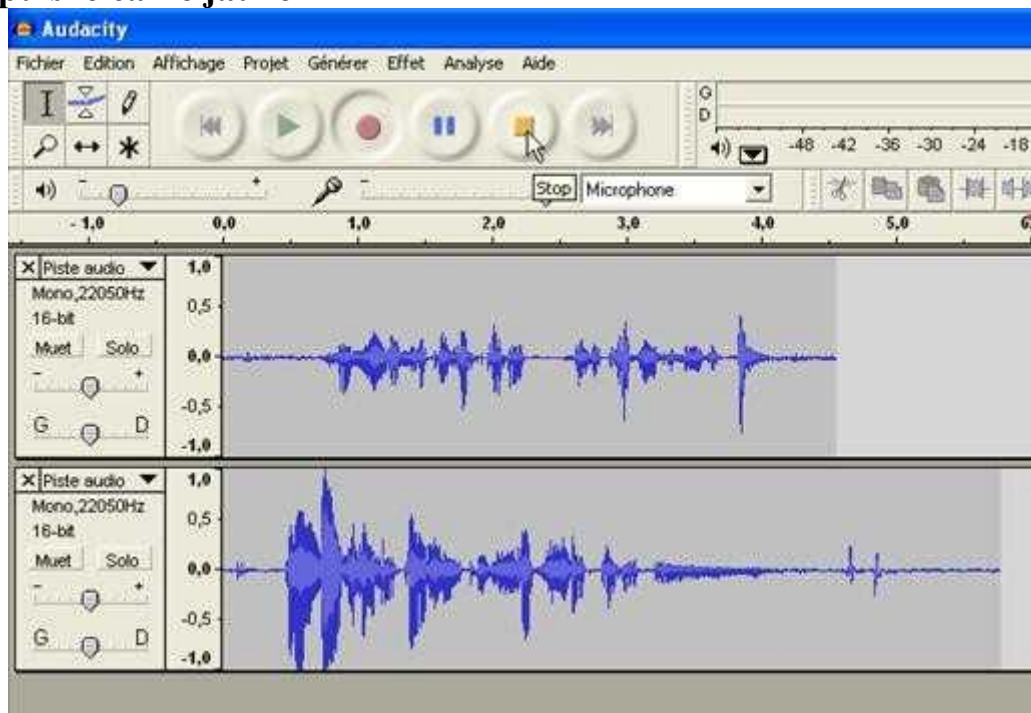 Audacity
Fichier Edition Affichage Projet Générer Effet Analyse Aide
G
D
-48 -42 -36 -30 -24 -18
Stop Microphone
- 1,0 0,0 1,0 2,0 3,0 4,0 5,0
Piste audio 1,0
Mono,22050Hz
16-bit 0,5
Muet Solo 0,0
- +
-0,5
G D
-1,0
Piste audio 1,0
Mono,22050Hz
16-bit 0,5
Muet Solo 0,0
- +
-0,5
G D
-1,0